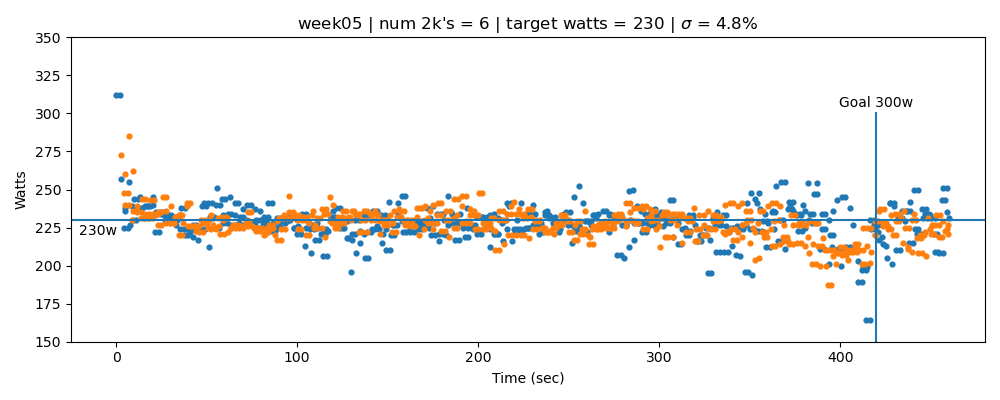 week05 | num 2k's = 6 | target watts = 230 | σ = 4.8%
350
325
300
275
250
225
200
175
150
Watts
Goal 300w
230w
0 100 200 300 400
Time (sec)